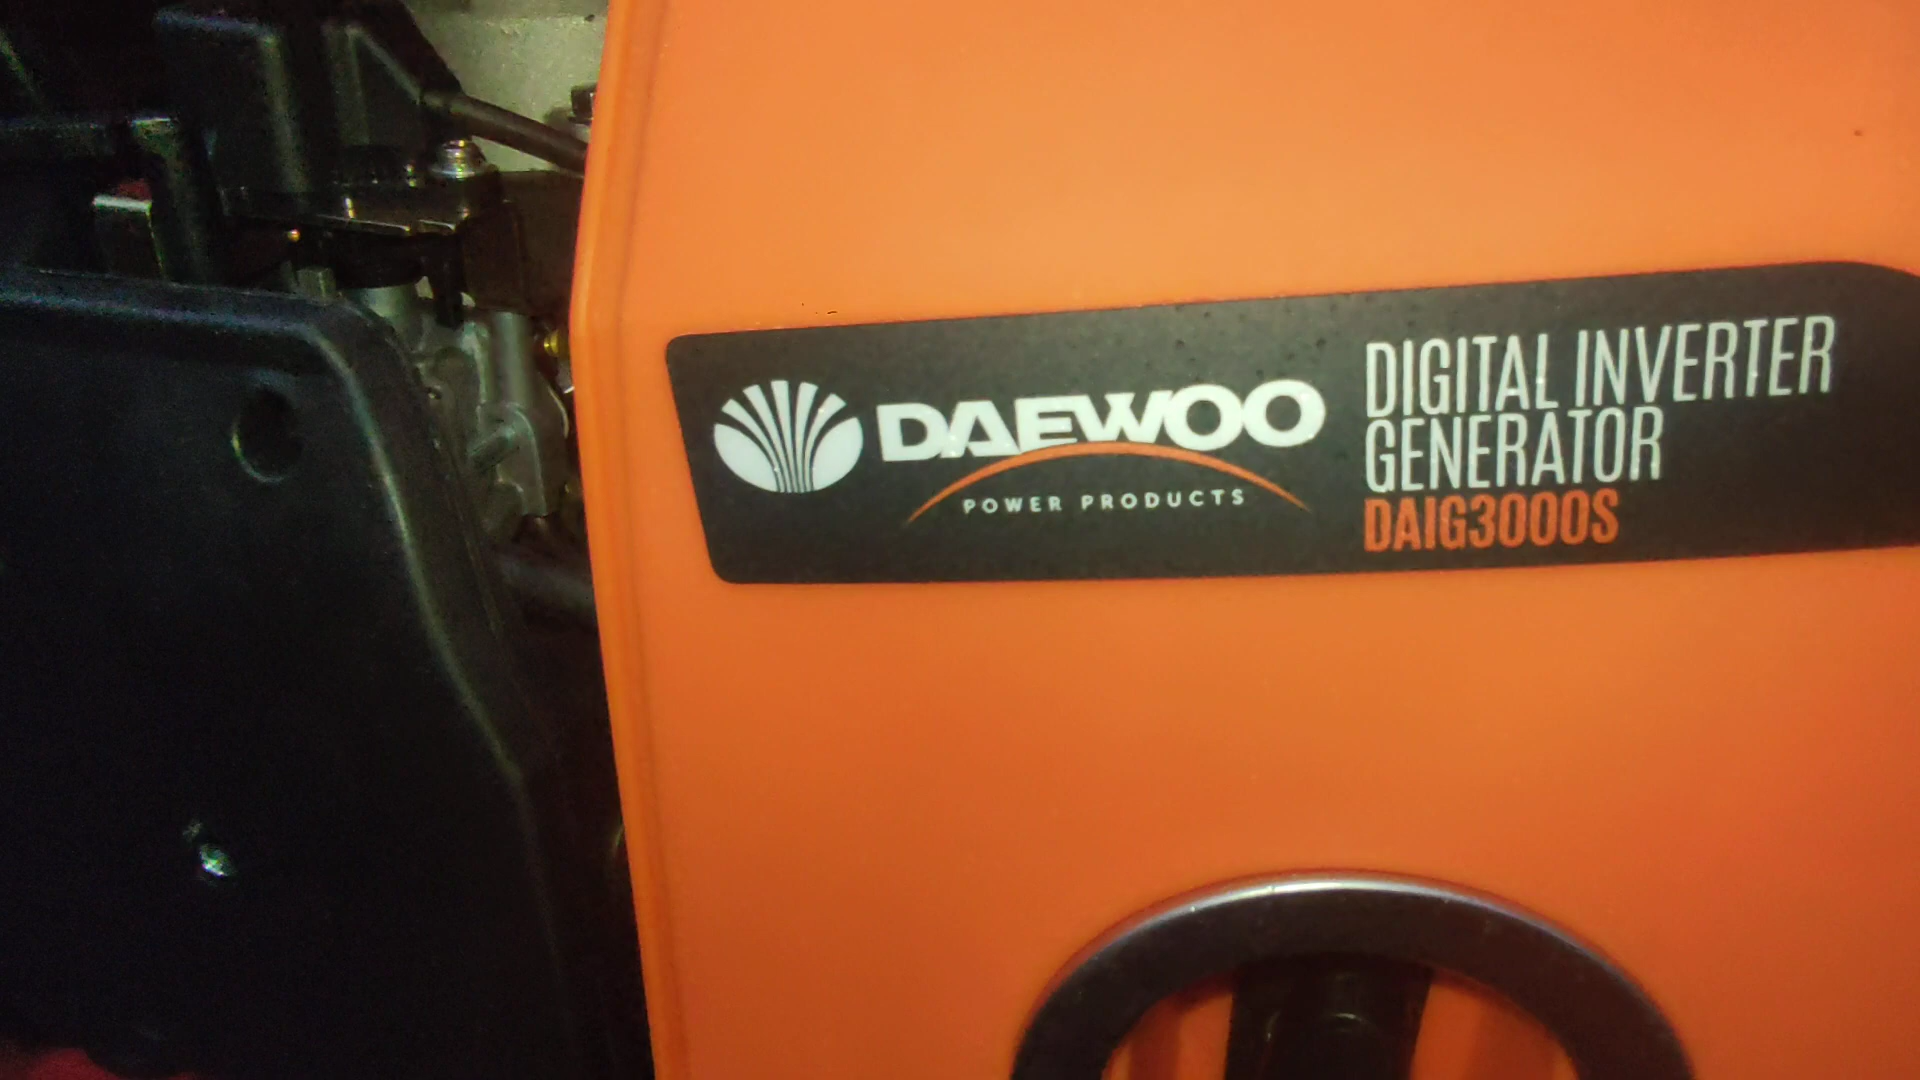 DAEWOO
POWER PRODUCTS
DIGITAL INVERTER
GENERATOR
DAIG3000S